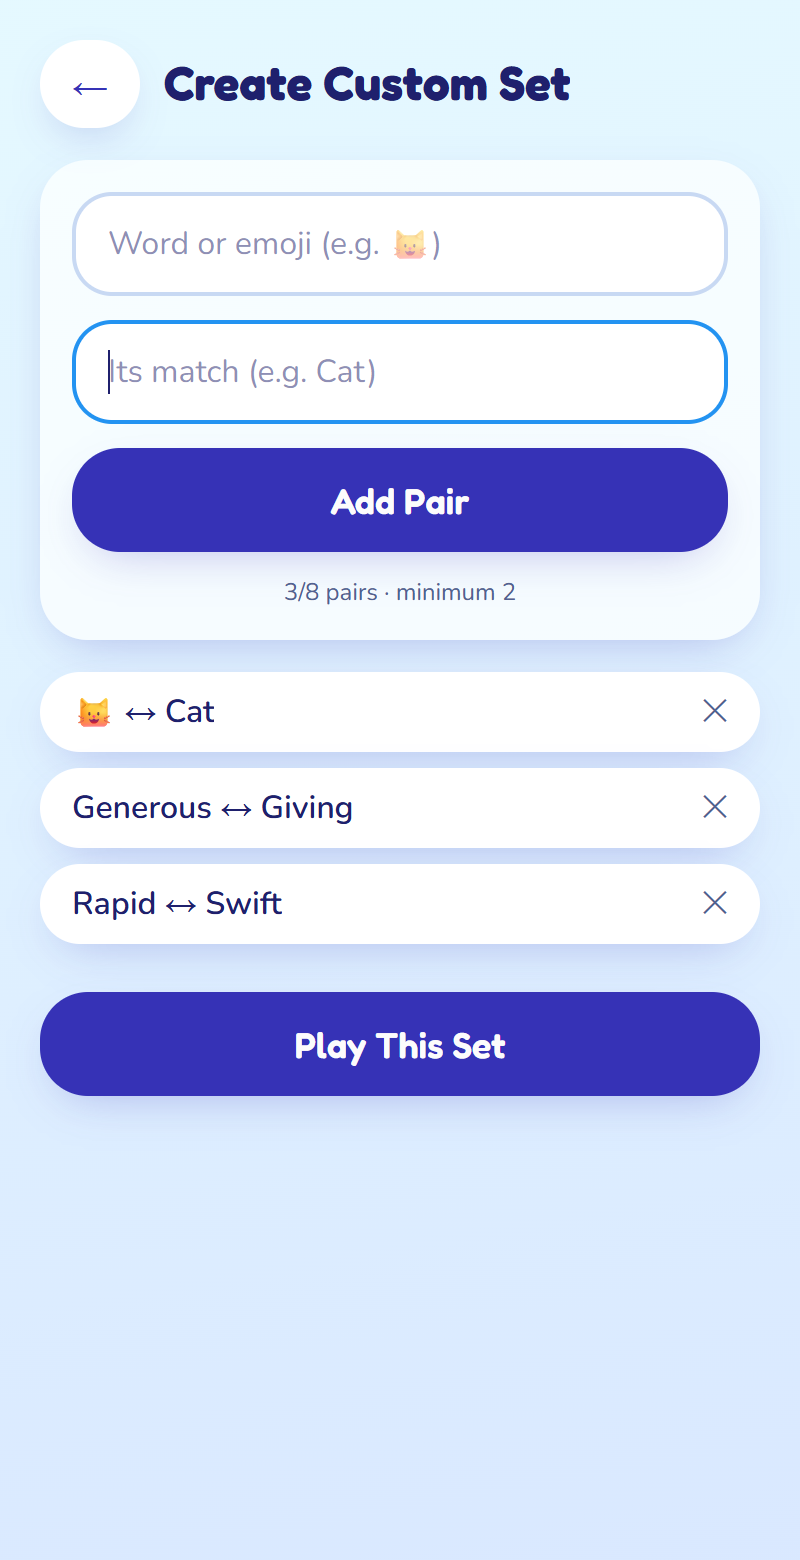 ← Create Custom Set
Word or emoji (e.g. 😺)
Its match (e.g. Cat)
Add Pair
3/8 pairs · minimum 2
😺 ↔ Cat ×
Generous ↔ Giving ×
Rapid ↔ Swift ×
Play This Set